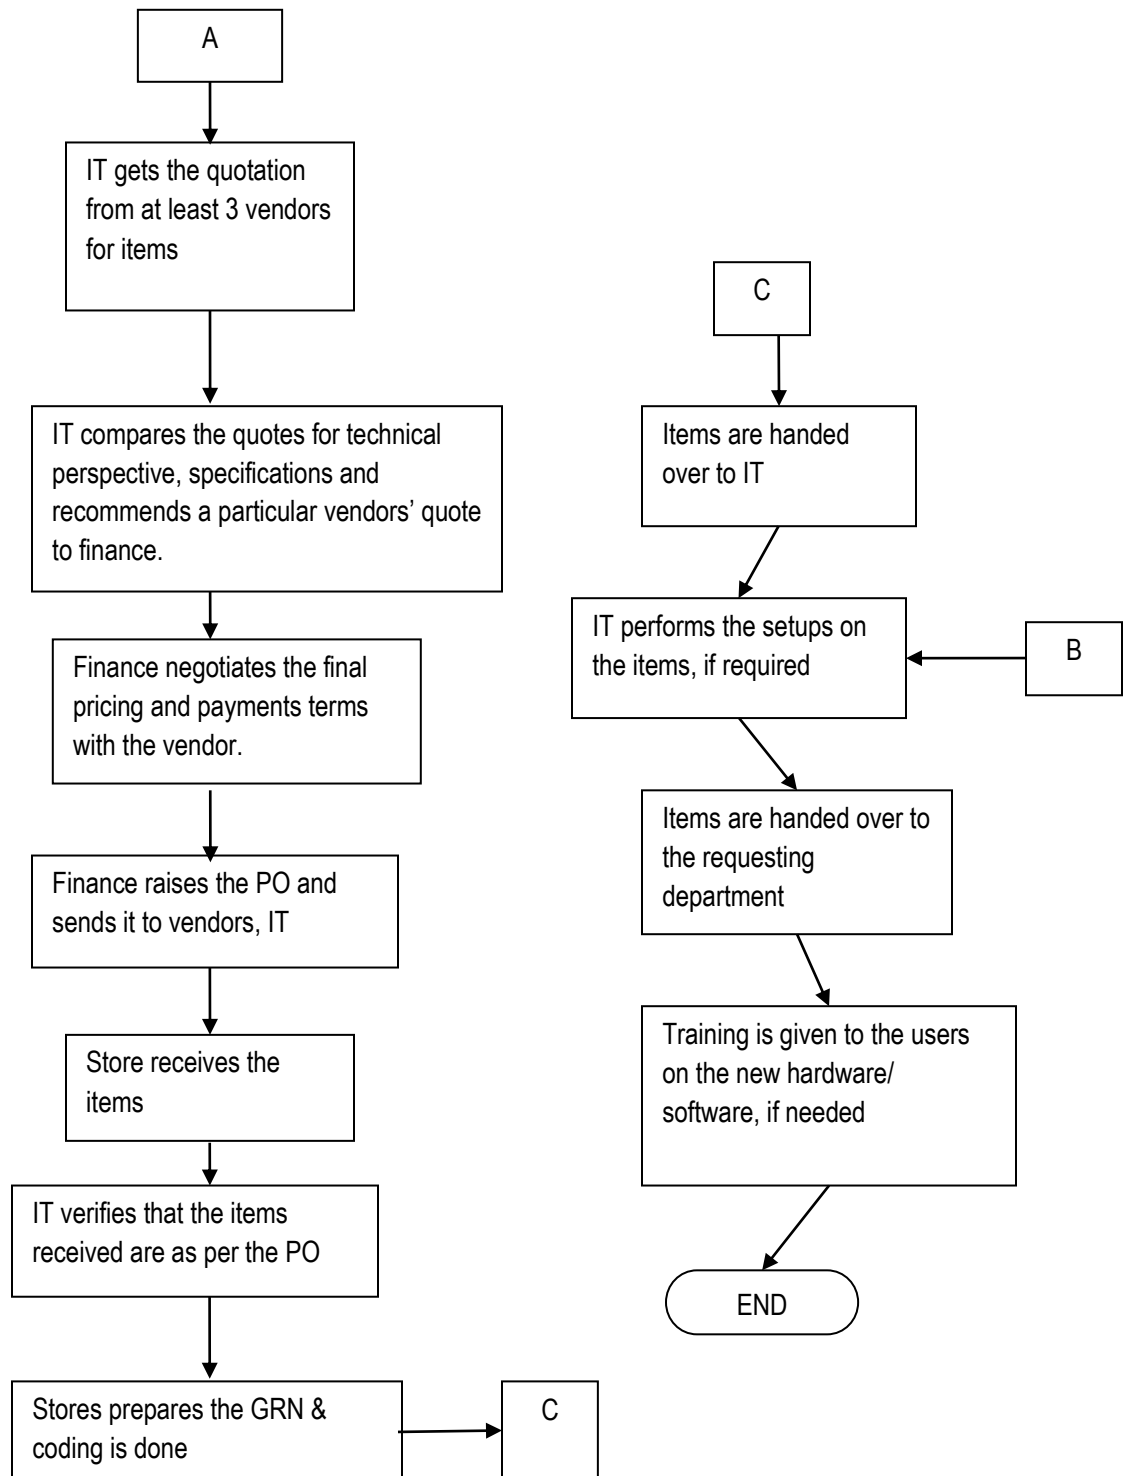 A
IT gets the quotation
from at least 3 vendors
for items
IT compares the quotes for technical
perspective, specifications and
recommends a particular vendors’ quote
to finance.
Finance negotiates the final
pricing and payments terms
with the vendor.
Finance raises the PO and
sends it to vendors, IT
Store receives the
items
IT verifies that the items
received are as per the PO
Stores prepares the GRN &
coding is done
C
C
Items are handed
over to IT
IT performs the setups on
the items, if required
B
Items are handed over to
the requesting
department
Training is given to the users
on the new hardware/
software, if needed
END